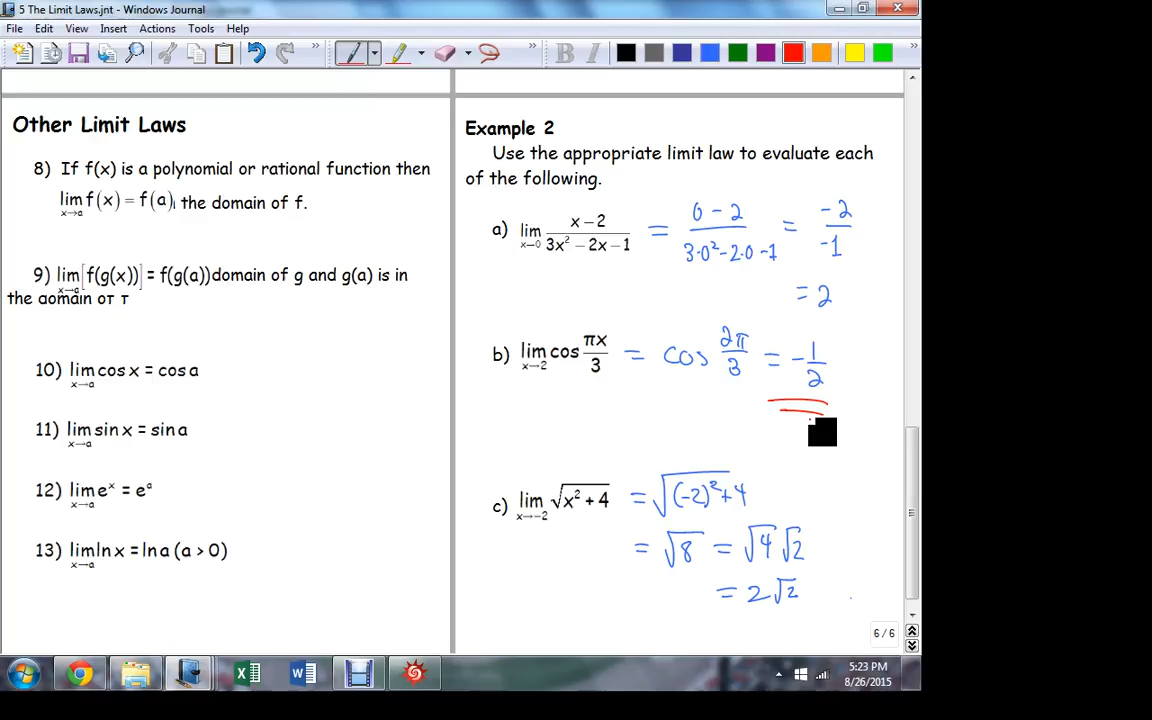 5 The Limit Laws.jnt - Windows Journal
File Edit View Insert Actions Tools Help
Other Limit Laws
8) If f(x) is a polynomial or rational function then
lim x→a f(x) = f(a), the domain of f.
9) lim x→a [f(g(x))] = f(g(a)) domain of g and g(a) is in
the domain of f
10) lim x→a cos x = cos a
11) lim x→a sin x = sin a
12) lim x→a eˣ = eᵃ
13) lim x→a ln x = ln a (a > 0)
Example 2
Use the appropriate limit law to evaluate each
of the following.
a) lim x→0 (x-2)/(3x² - 2x - 1) = (0-2)/(3·0²-2·0-1) = -2/-1
= 2
b) lim x→2 cos πx/3 = cos 2π/3 = -1/2
c) lim x→-2 √(x² + 4) = √((-2)²+4)
= √8 = √4 √2
= 2√2
6/6
5:23 PM
8/26/2015